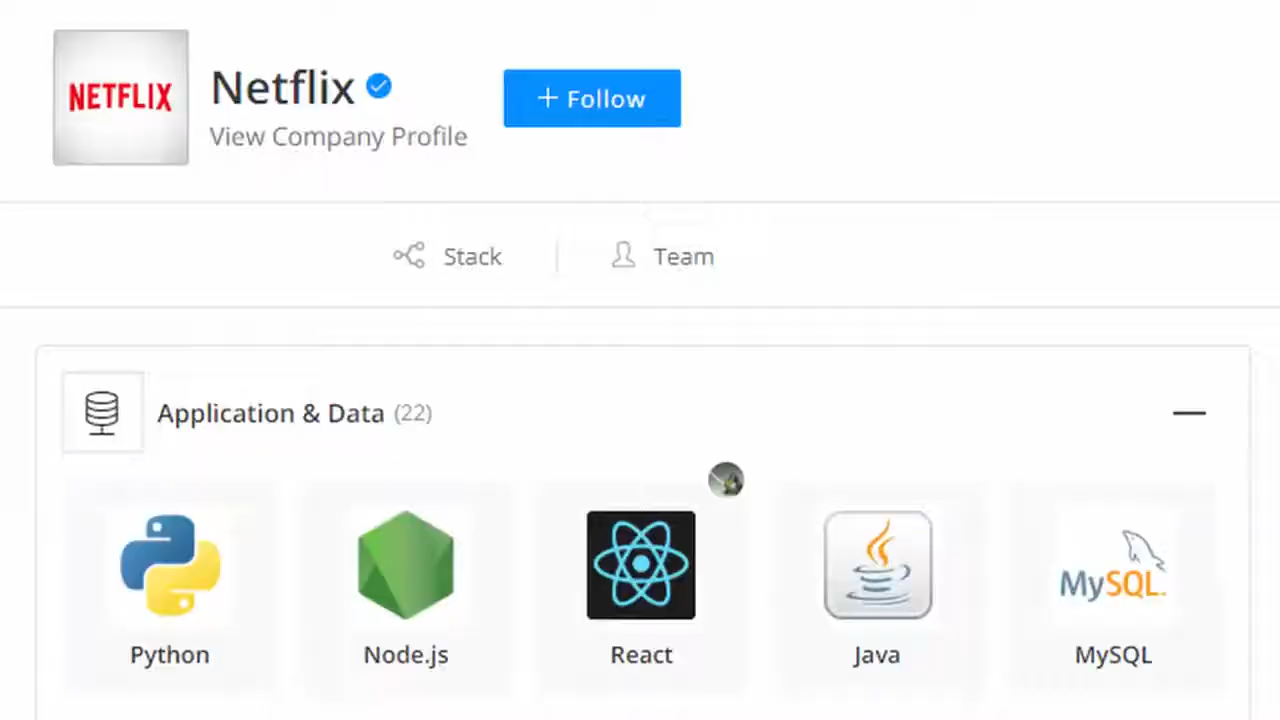 NETFLIX
Netflix
View Company Profile
+ Follow
Stack
Team
Application & Data (22)
MySQL
Python
Node.js
React
Java
MySQL